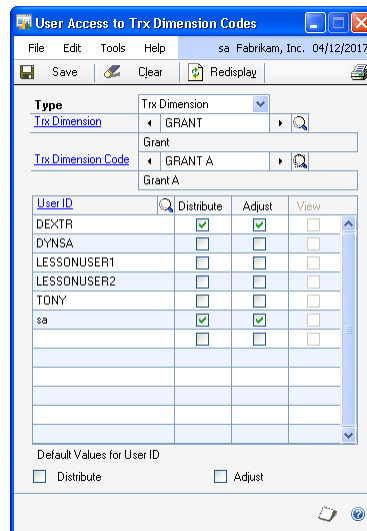 User Access to Trx Dimension Codes
File Edit Tools Help sa Fabrikam, Inc. 04/12/2017
Save Clear Redisplay
Type Trx Dimension
Trx Dimension GRANT
Grant
Trx Dimension Code GRANT A
Grant A
User ID Distribute Adjust View
DEXTR
DYNSA
LESSONUSER1
LESSONUSER2
TONY
sa
Default Values for User ID
Distribute Adjust